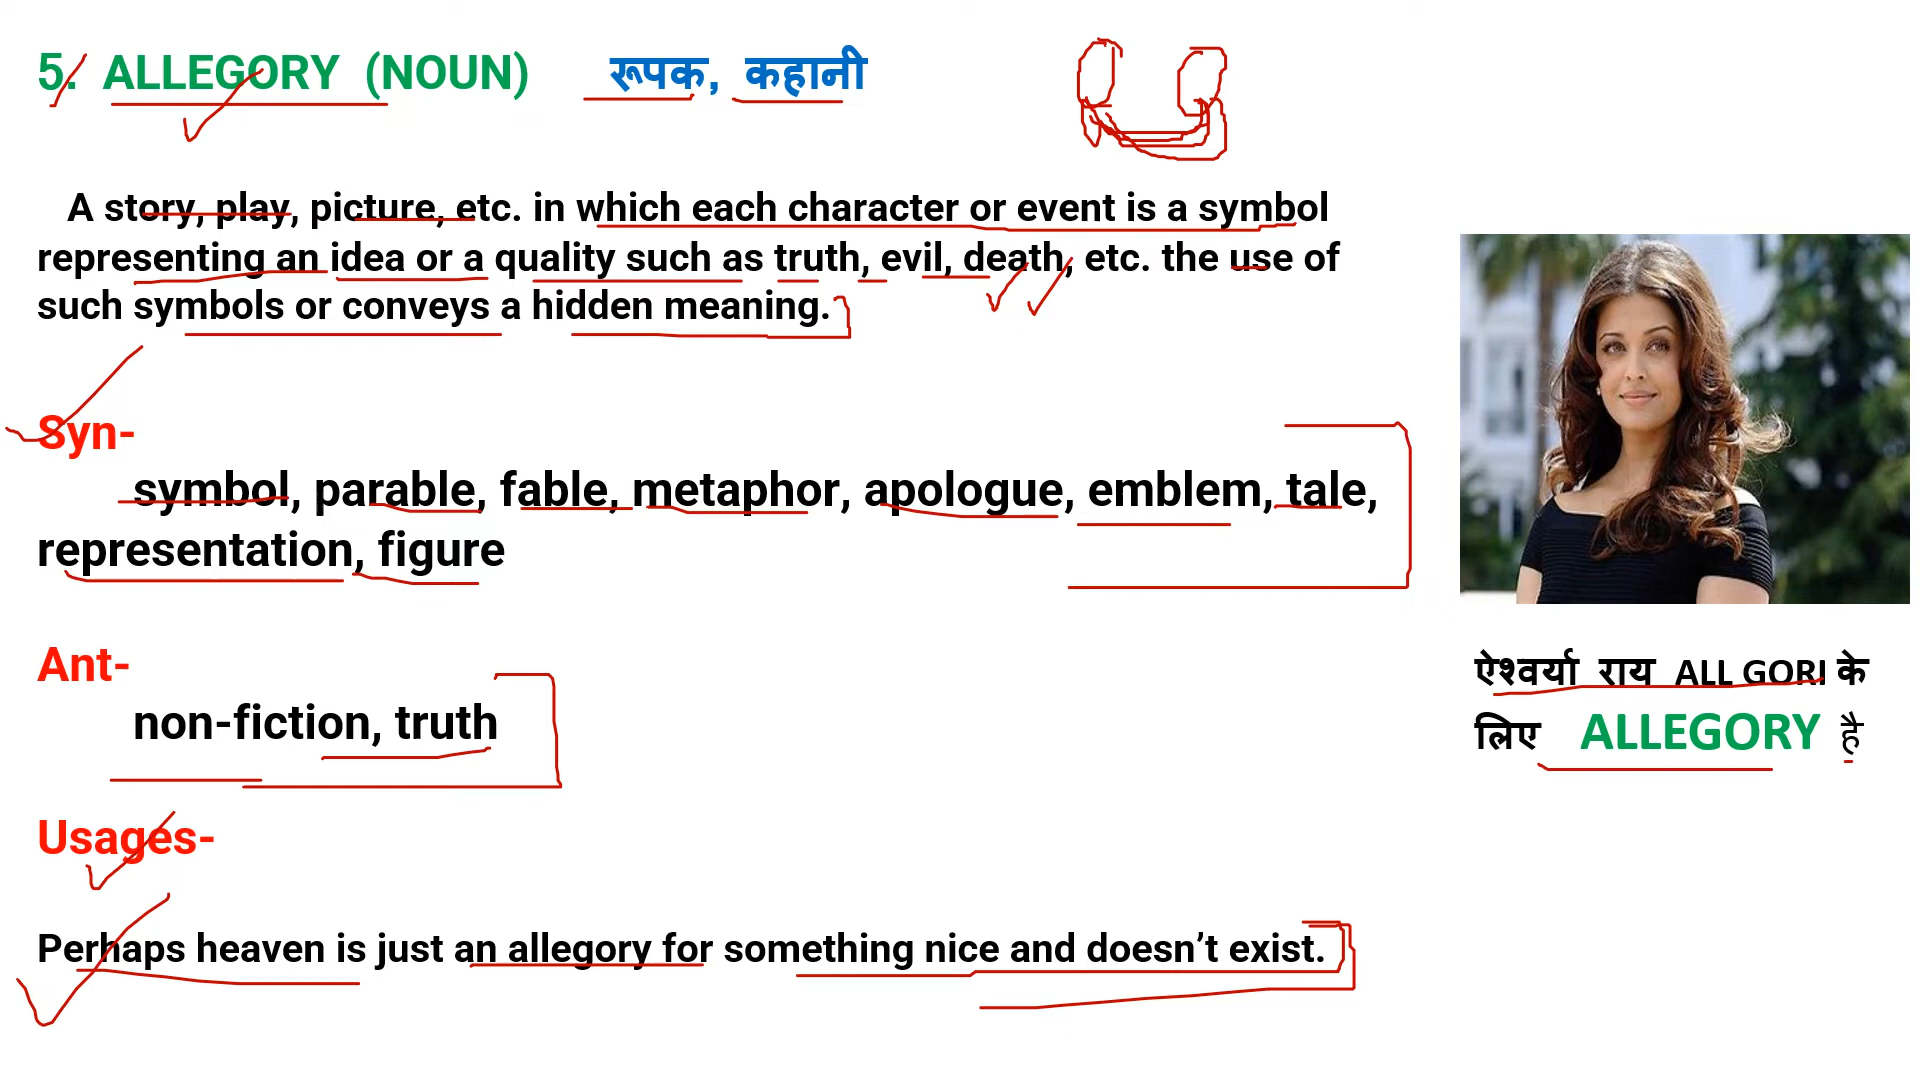 5. ALLEGORY (NOUN) रूपक, कहानी
A story, play, picture, etc. in which each character or event is a symbol
representing an idea or a quality such as truth, evil, death, etc. the use of
such symbols or conveys a hidden meaning.
Syn-
symbol, parable, fable, metaphor, apologue, emblem, tale,
representation, figure
Ant-
non-fiction, truth
Usages-
Perhaps heaven is just an allegory for something nice and doesn’t exist.
ऐश्वर्या राय ALL GORI के
लिए ALLEGORY है